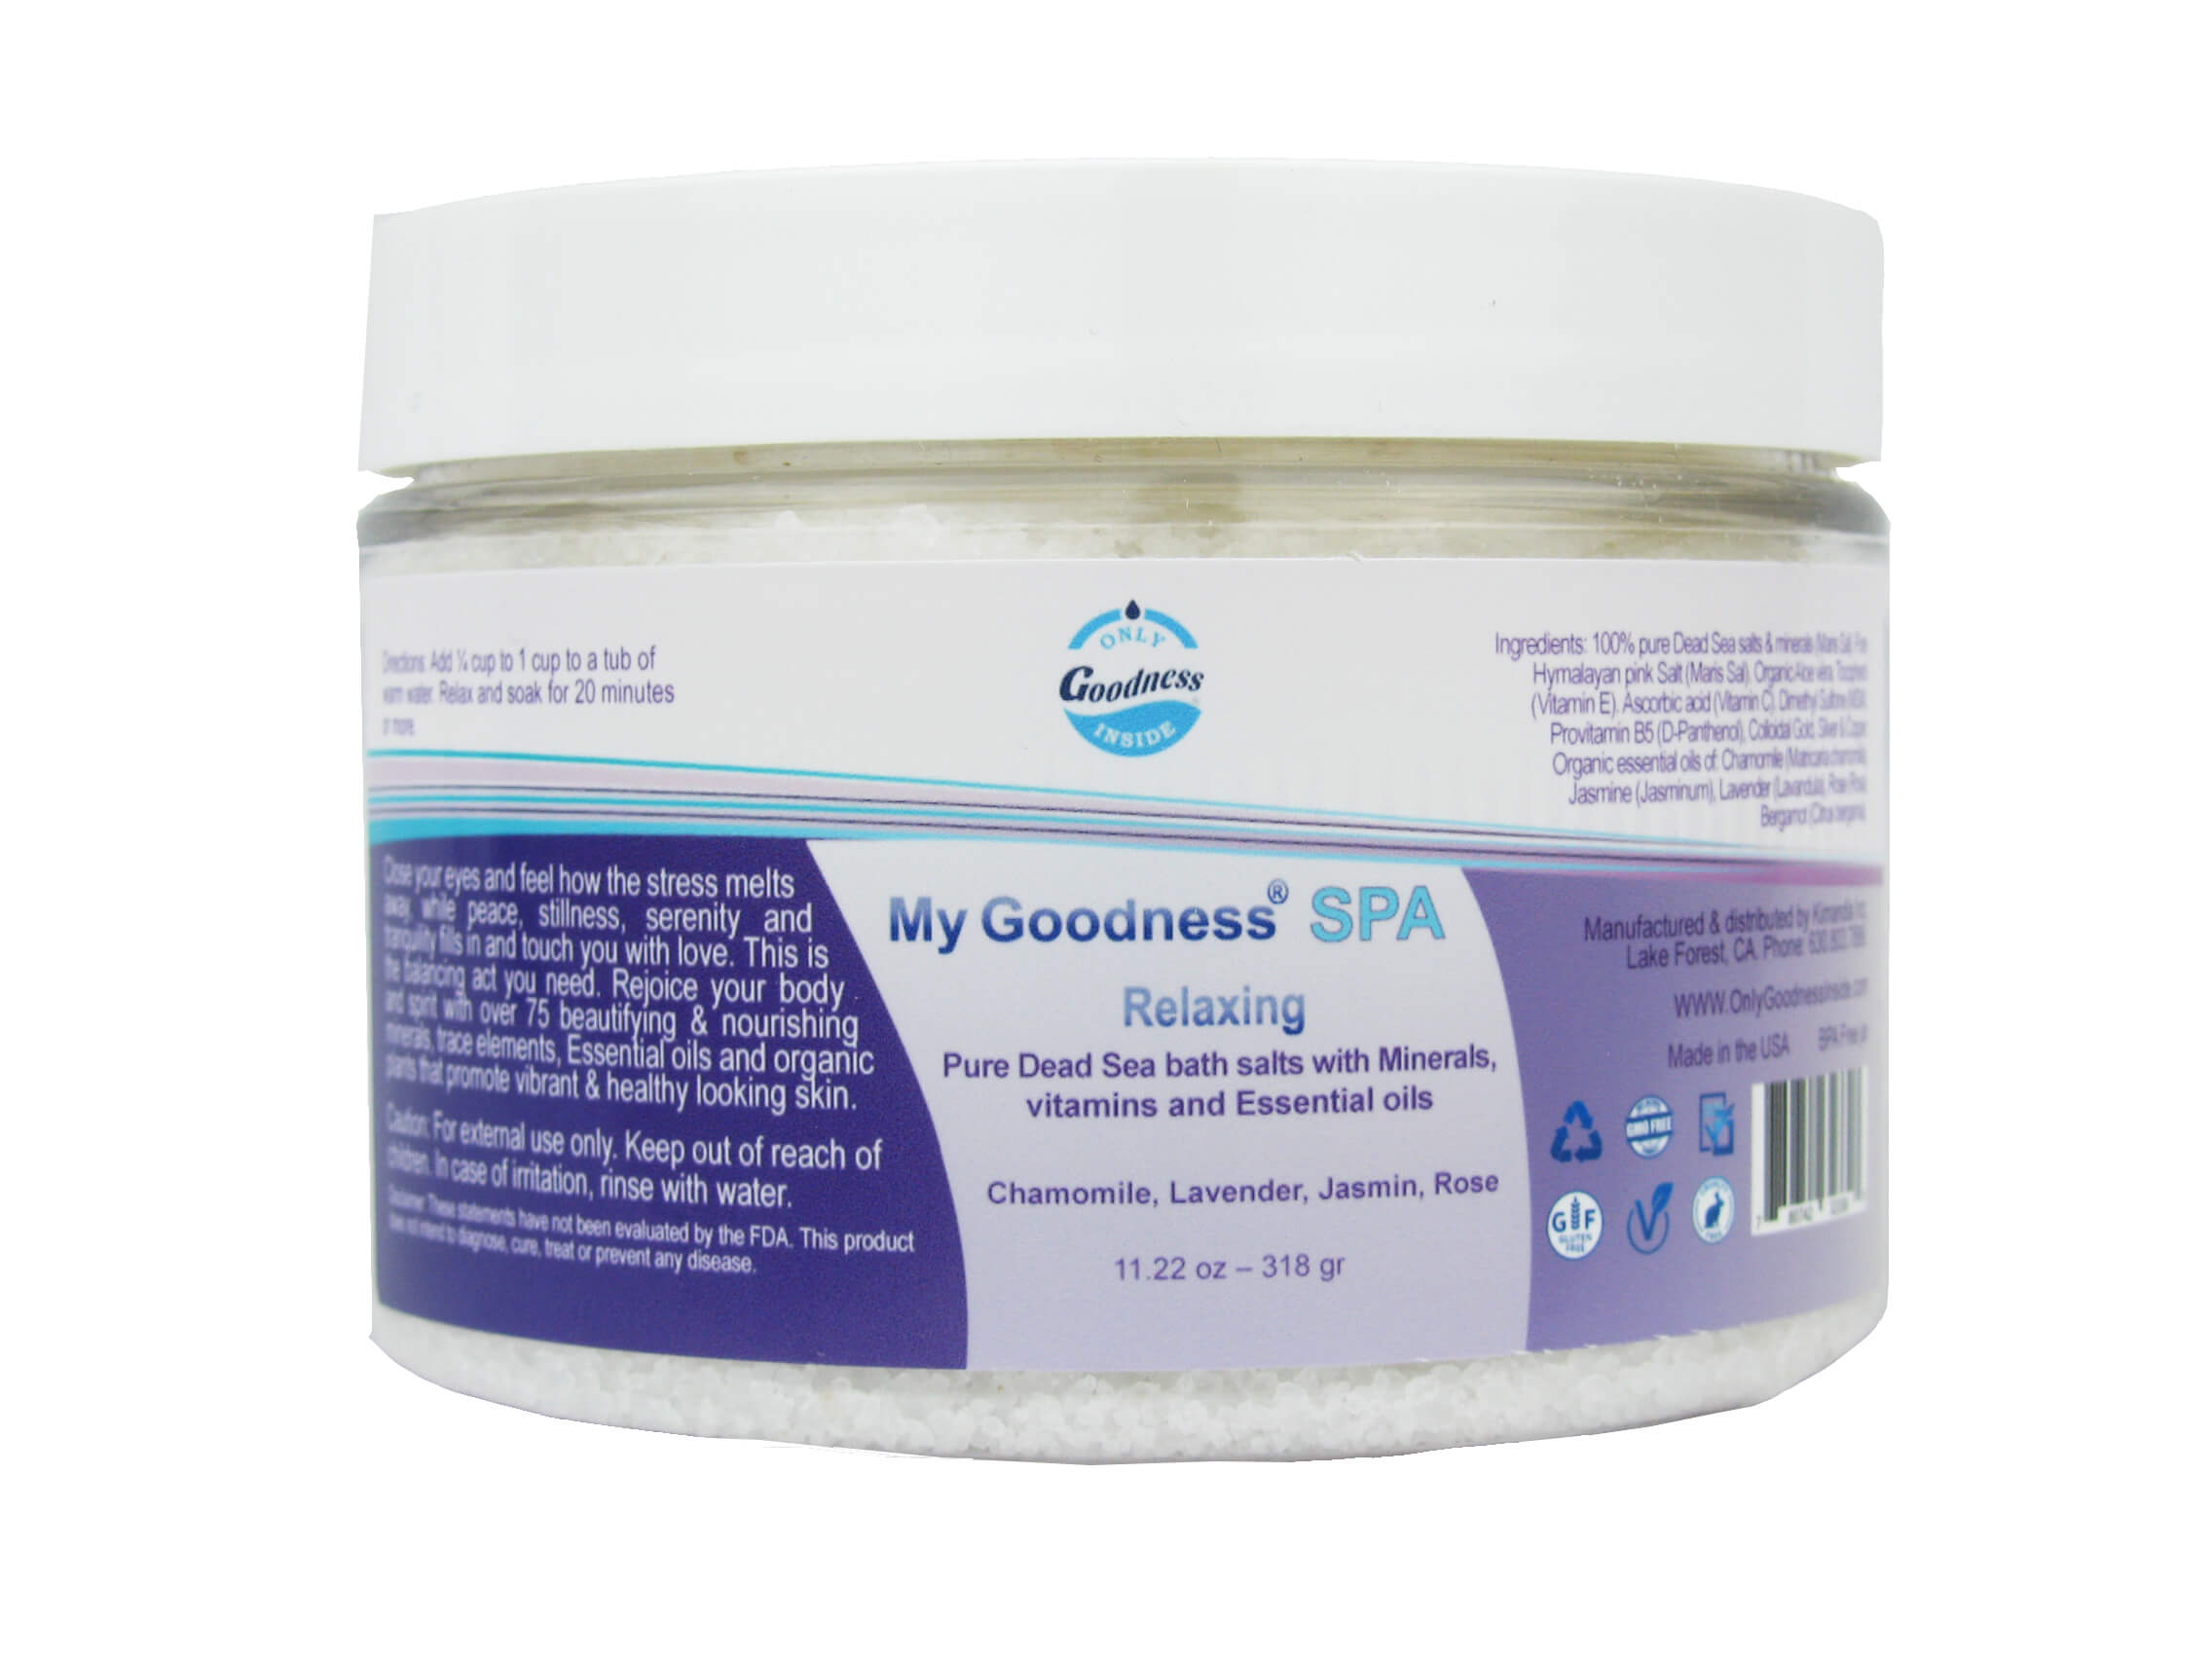 ONLY
Goodness
INSIDE
Directions: Add ¼ cup to 1 cup to a tub of
warm water. Relax and soak for 20 minutes
or more
Ingredients: 100% pure Dead Sea salts & minerals (Maris Sal)
Hymalayan pink Salt (Maris Sal), Organic Aloe vera,
(Vitamin E), Ascorbic acid (Vitamin C), Dimethyl Sulfone
Provitamin B5 (D-Panthenol), Colloidal Gold, Silver & Copper
Organic essential oils of: Chamomile
Jasmine (Jasminum), Lavender (Lavandula), Rose
Bergamot
Close your eyes and feel how the stress melts
away, while peace, stillness, serenity and
tranquility fills in and touch you with love. This is
the balancing act you need. Rejoice your body
and spirit with over 75 beautifying & nourishing
minerals, trace elements, Essential oils and organic
plants that promote vibrant & healthy looking skin.
Caution: For external use only. Keep out of reach of
children. In case of irritation, rinse with water.
Disclaimer: These statements have not been evaluated by the FDA. This product
does not intend to diagnose, cure, treat or prevent any disease.
My Goodness® SPA
Relaxing
Pure Dead Sea bath salts with Minerals,
vitamins and Essential oils
Chamomile, Lavender, Jasmin, Rose
11.22 oz – 318 gr
Manufactured & distributed by
Lake Forest, CA. Phone:
WWW.OnlyGoodnessInside.com
Made in the USA BPA Free
GMO FREE
GF
GLUTEN
FREE